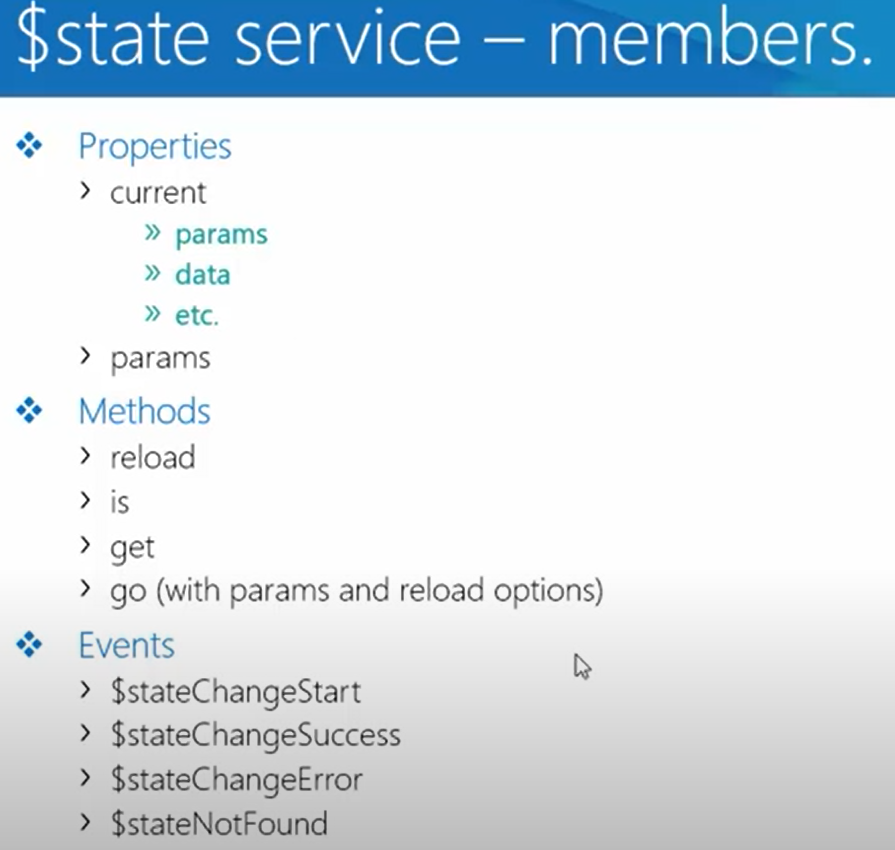 $state service – members.
Properties
current
params
data
etc.
params
Methods
reload
is
get
go (with params and reload options)
Events
$stateChangeStart
$stateChangeSuccess
$stateChangeError
$stateNotFound